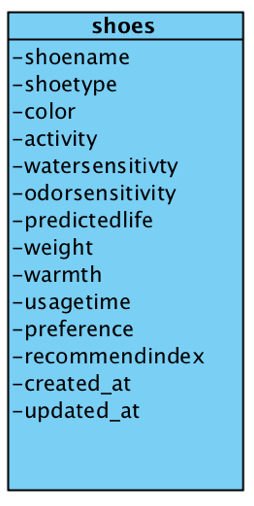 shoes
-shoename
-shoetype
-color
-activity
-watersensitivty
-odorsensitivity
-predictedlife
-weight
-warmth
-usagetime
-preference
-recommendindex
-created_at
-updated_at